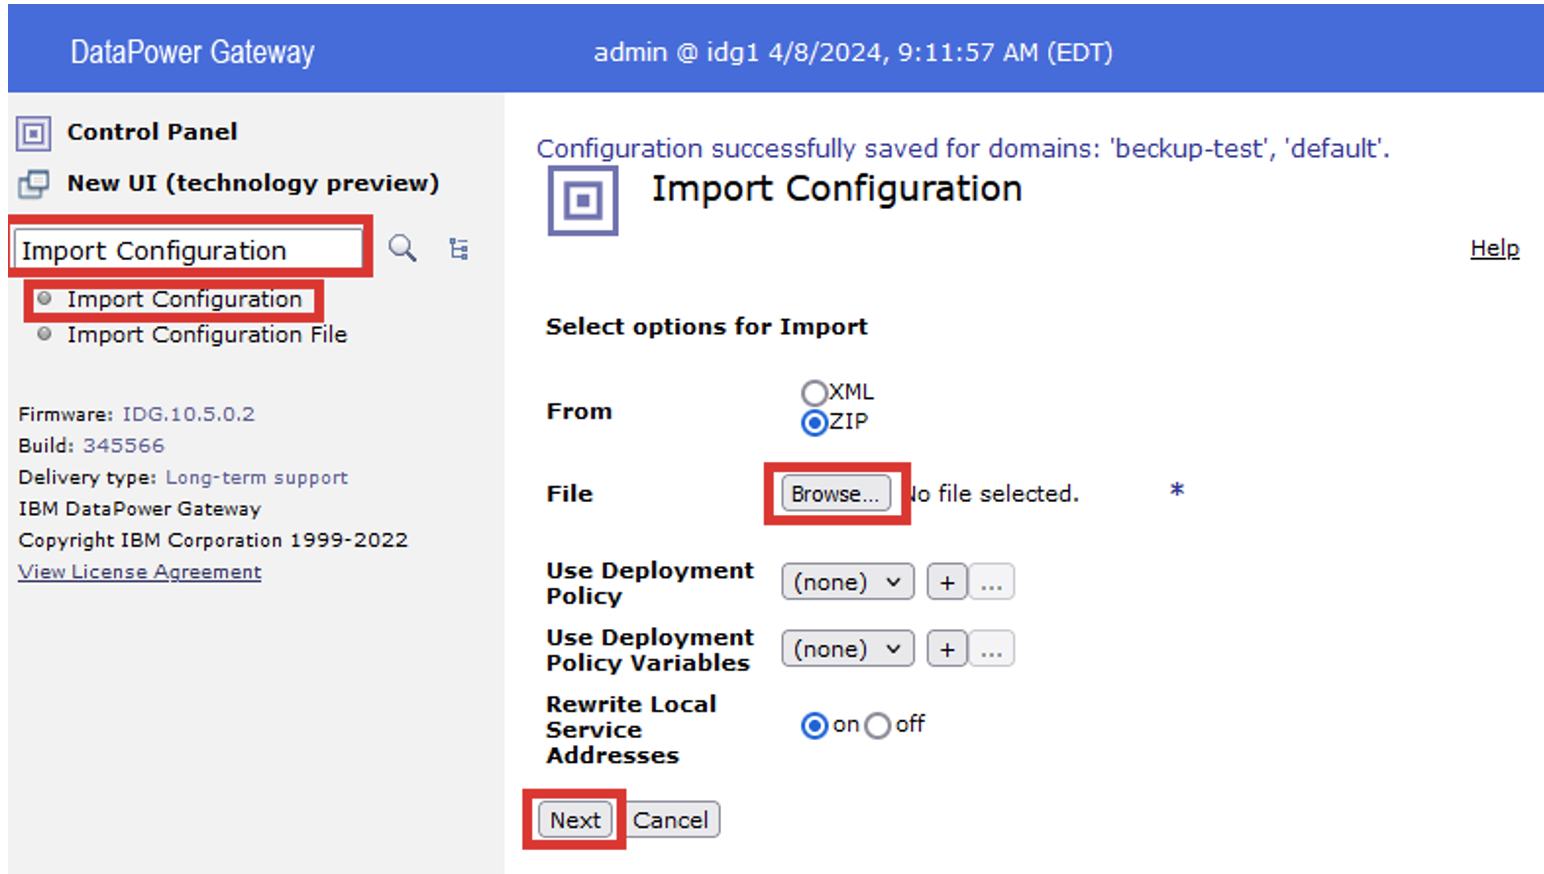 DataPower Gateway
admin @ idg1 4/8/2024, 9:11:57 AM (EDT)
Control Panel
New UI (technology preview)
Import Configuration
Import Configuration
Import Configuration File
Firmware: IDG.10.5.0.2
Build: 345566
Delivery type: Long-term support
IBM DataPower Gateway
Copyright IBM Corporation 1999-2022
View License Agreement
Configuration successfully saved for domains: 'beckup-test', 'default'.
Import Configuration
Help
Select options for Import
From
XML
ZIP
File
Browse...
No file selected.
*
Use Deployment
Policy
(none)
+
...
Use Deployment
Policy Variables
(none)
+
...
Rewrite Local
Service
Addresses
on
off
Next
Cancel